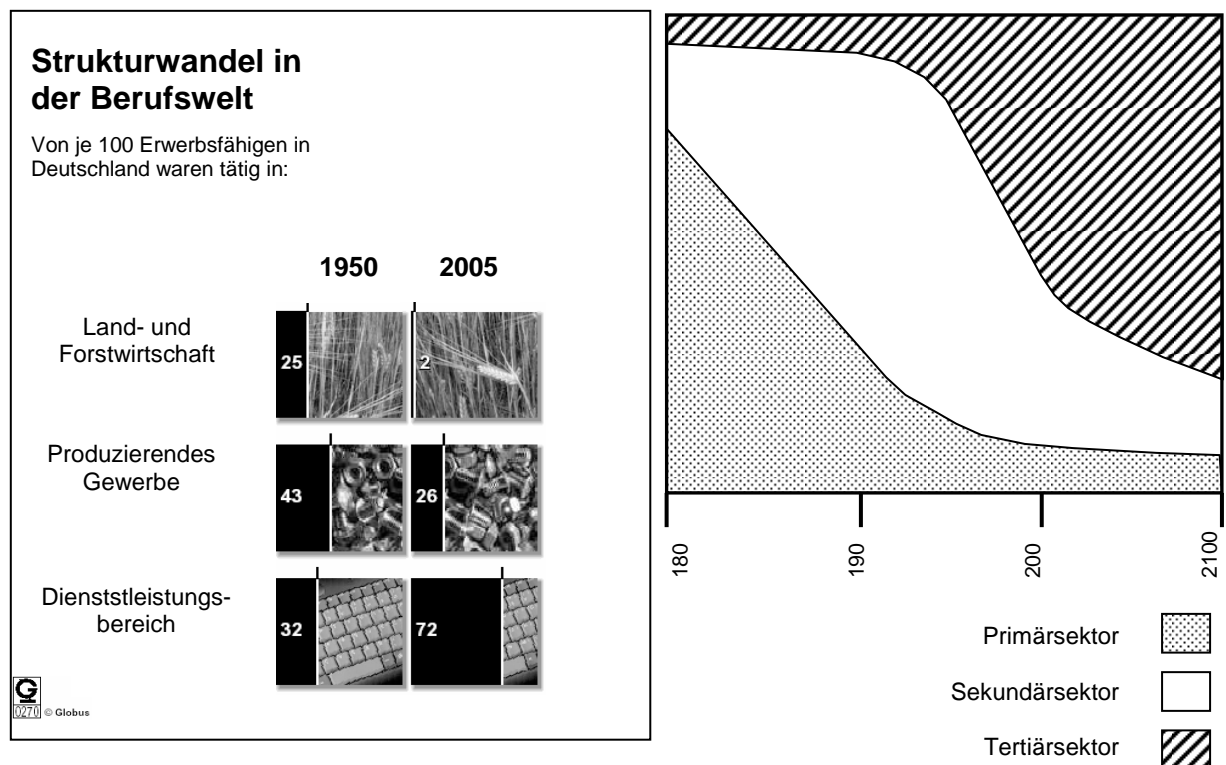 Strukturwandel in
der Berufswelt
Von je 100 Erwerbsfähigen in
Deutschland waren tätig in:
1950 2005
Land- und
Forstwirtschaft
25 2
Produzierendes
Gewerbe
43 26
Dienststleistungs-
bereich
32 72
G
0270 © Globus
180 190 200 2100
Primärsektor
Sekundärsektor
Tertiärsektor